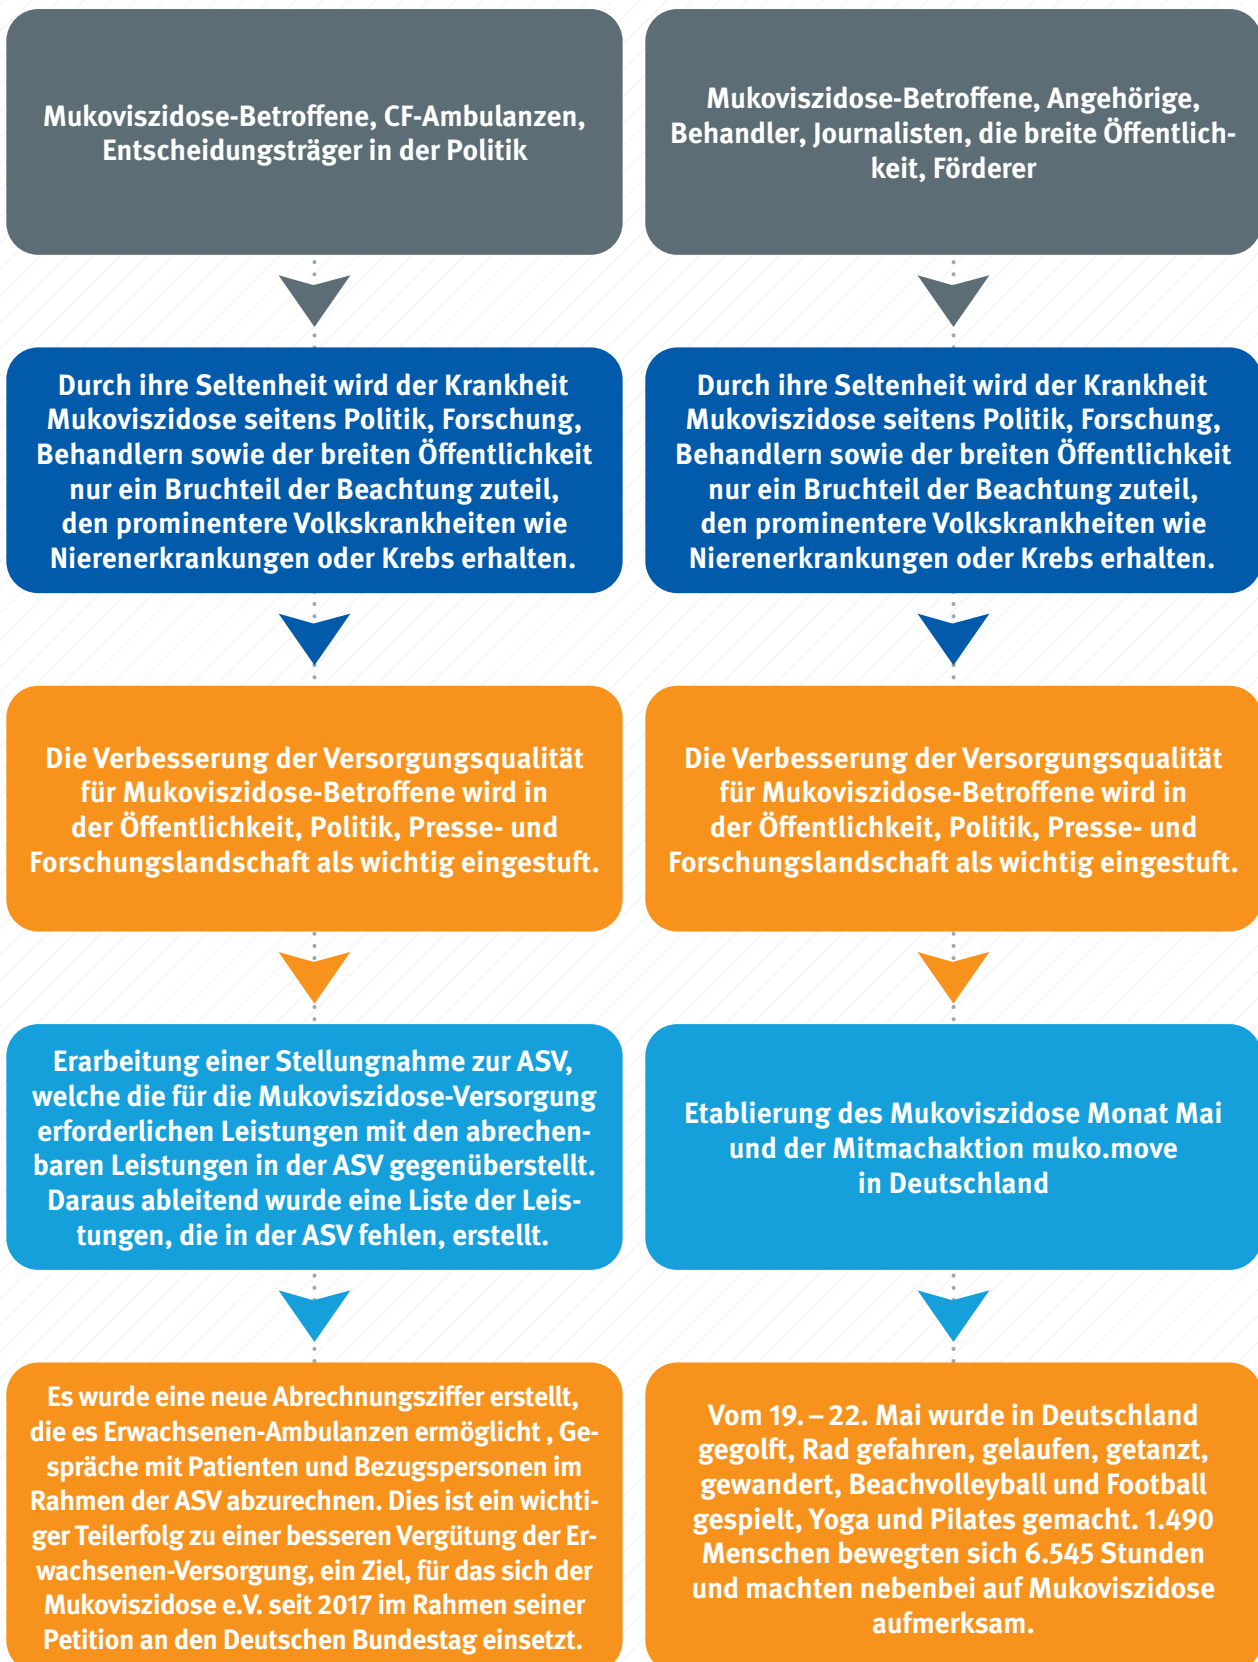 Mukoviszidose-Betroffene, CF-Ambulanzen,
Entscheidungsträger in der Politik
Durch ihre Seltenheit wird der Krankheit
Mukoviszidose seitens Politik, Forschung,
Behandlern sowie der breiten Öffentlichkeit
nur ein Bruchteil der Beachtung zuteil,
den prominentere Volkskrankheiten wie
Nierenerkrankungen oder Krebs erhalten.
Die Verbesserung der Versorgungsqualität
für Mukoviszidose-Betroffene wird in
der Öffentlichkeit, Politik, Presse- und
Forschungslandschaft als wichtig eingestuft.
Erarbeitung einer Stellungnahme zur ASV,
welche die für die Mukoviszidose-Versorgung
erforderlichen Leistungen mit den abrechen-
baren Leistungen in der ASV gegenüberstellt.
Daraus ableitend wurde eine Liste der Leis-
tungen, die in der ASV fehlen, erstellt.
Es wurde eine neue Abrechnungsziffer erstellt,
die es Erwachsenen-Ambulanzen ermöglicht , Ge-
spräche mit Patienten und Bezugspersonen im
Rahmen der ASV abzurechnen. Dies ist ein wichti-
ger Teilerfolg zu einer besseren Vergütung der Er-
wachsenen-Versorgung, ein Ziel, für das sich der
Mukoviszidose e.V. seit 2017 im Rahmen seiner
Petition an den Deutschen Bundestag einsetzt.
Mukoviszidose-Betroffene, Angehörige,
Behandler, Journalisten, die breite Öffentlich-
keit, Förderer
Durch ihre Seltenheit wird der Krankheit
Mukoviszidose seitens Politik, Forschung,
Behandlern sowie der breiten Öffentlichkeit
nur ein Bruchteil der Beachtung zuteil,
den prominentere Volkskrankheiten wie
Nierenerkrankungen oder Krebs erhalten.
Die Verbesserung der Versorgungsqualität
für Mukoviszidose-Betroffene wird in
der Öffentlichkeit, Politik, Presse- und
Forschungslandschaft als wichtig eingestuft.
Etablierung des Mukoviszidose Monat Mai
und der Mitmachaktion muko.move
in Deutschland
Vom 19. – 22. Mai wurde in Deutschland
gegolft, Rad gefahren, gelaufen, getanzt,
gewandert, Beachvolleyball und Football
gespielt, Yoga und Pilates gemacht. 1.490
Menschen bewegten sich 6.545 Stunden
und machten nebenbei auf Mukoviszidose
aufmerksam.